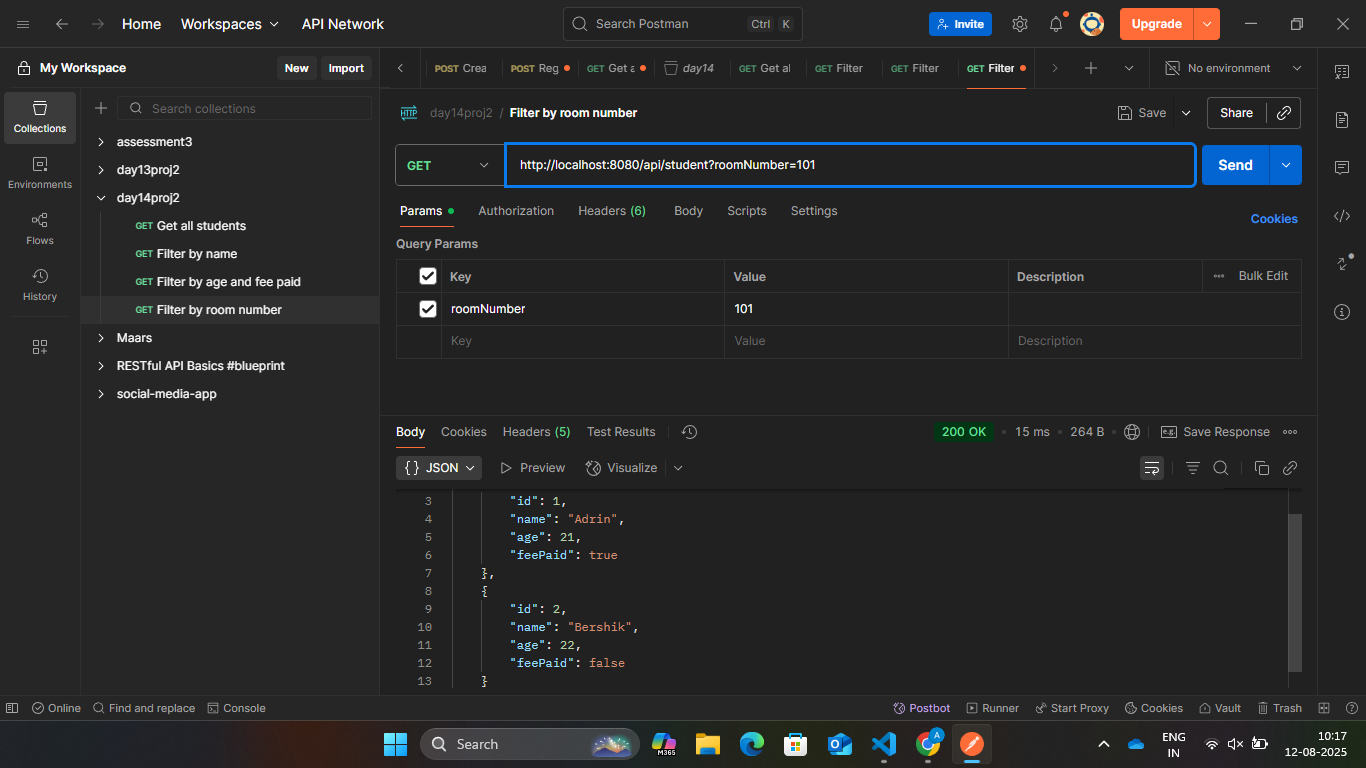 Home Workspaces API Network Search Postman Ctrl K Invite Upgrade
My Workspace New Import POST Crea POST Reg GET Get a day14 GET Get al GET Filter GET Filter GET Filter No environment
Search collections
Collections
Environments
Flows
History
assessment3
day13proj2
day14proj2
GET Get all students
GET Filter by name
GET Filter by age and fee paid
GET Filter by room number
Maars
RESTful API Basics #blueprint
social-media-app
HTTP day14proj2 / Filter by room number Save Share
GET http://localhost:8080/api/student?roomNumber=101 Send
Params Authorization Headers (6) Body Scripts Settings Cookies
Query Params
Key Value Description Bulk Edit
roomNumber 101
Key Value Description
Body Cookies Headers (5) Test Results 200 OK 15 ms 264 B e.g. Save Response
{} JSON Preview Visualize
3 "id": 1,
4 "name": "Adrin",
5 "age": 21,
6 "feePaid": true
7 },
8 {
9 "id": 2,
10 "name": "Bershik",
11 "age": 22,
12 "feePaid": false
13 }
Online Find and replace Console Postbot Runner Start Proxy Cookies Vault Trash
Search M365 A ENG IN 10:17
12-08-2025